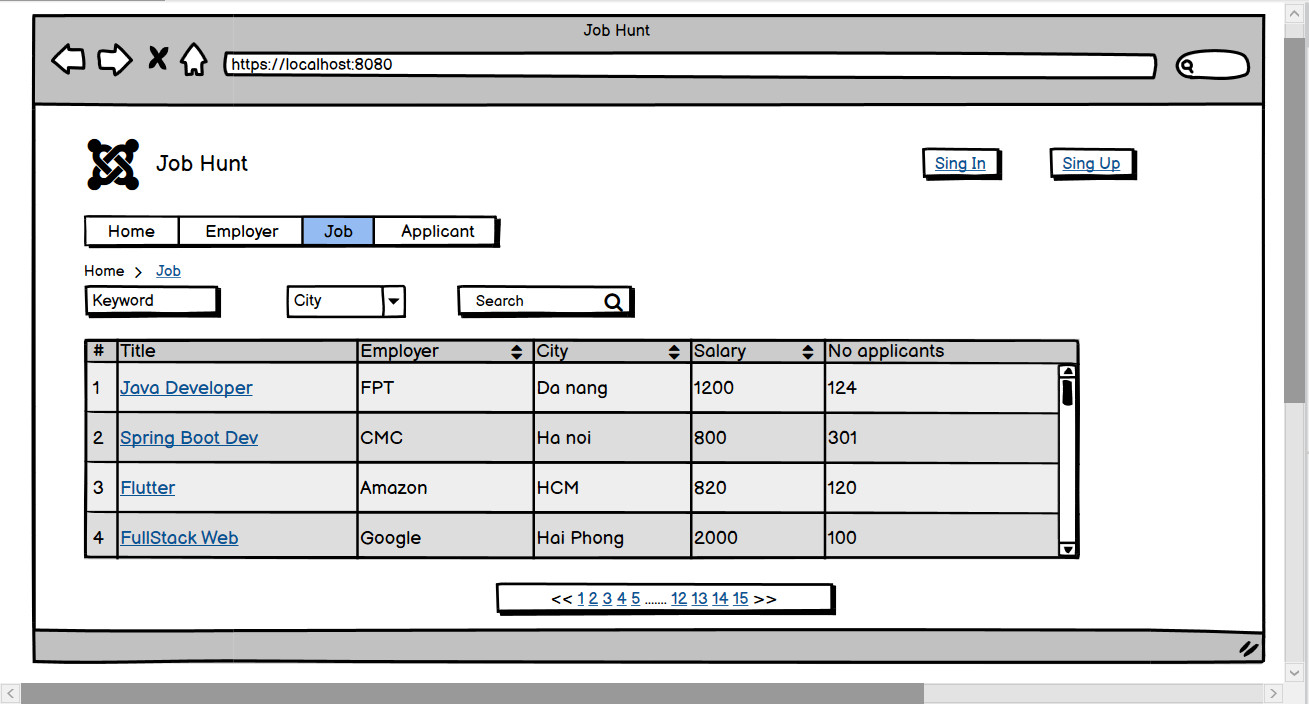 Job Hunt
https://localhost:8080
Job Hunt
Sing In
Sing Up
Home Employer Job Applicant
Home > Job
Keyword City Search
# Title Employer City Salary No applicants
1 Java Developer FPT Da nang 1200 124
2 Spring Boot Dev CMC Ha noi 800 301
3 Flutter Amazon HCM 820 120
4 FullStack Web Google Hai Phong 2000 100
<< 1 2 3 4 5 ....... 12 13 14 15 >>